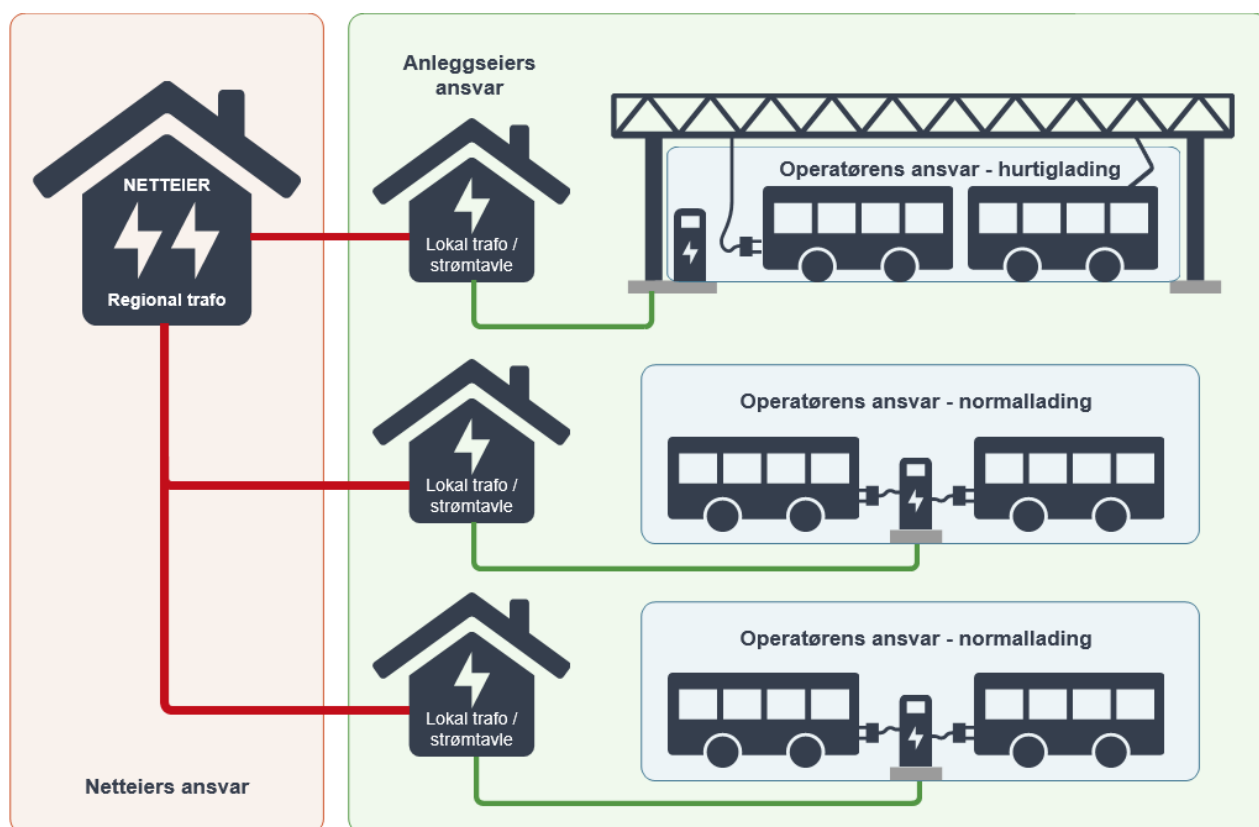 NETTEIER
Regional trafo
Netteiers ansvar
Anleggseiers
ansvar
Lokal trafo /
strømtavle
Operatørens ansvar - hurtiglading
Lokal trafo /
strømtavle
Operatørens ansvar - normallading
Lokal trafo /
strømtavle
Operatørens ansvar - normallading